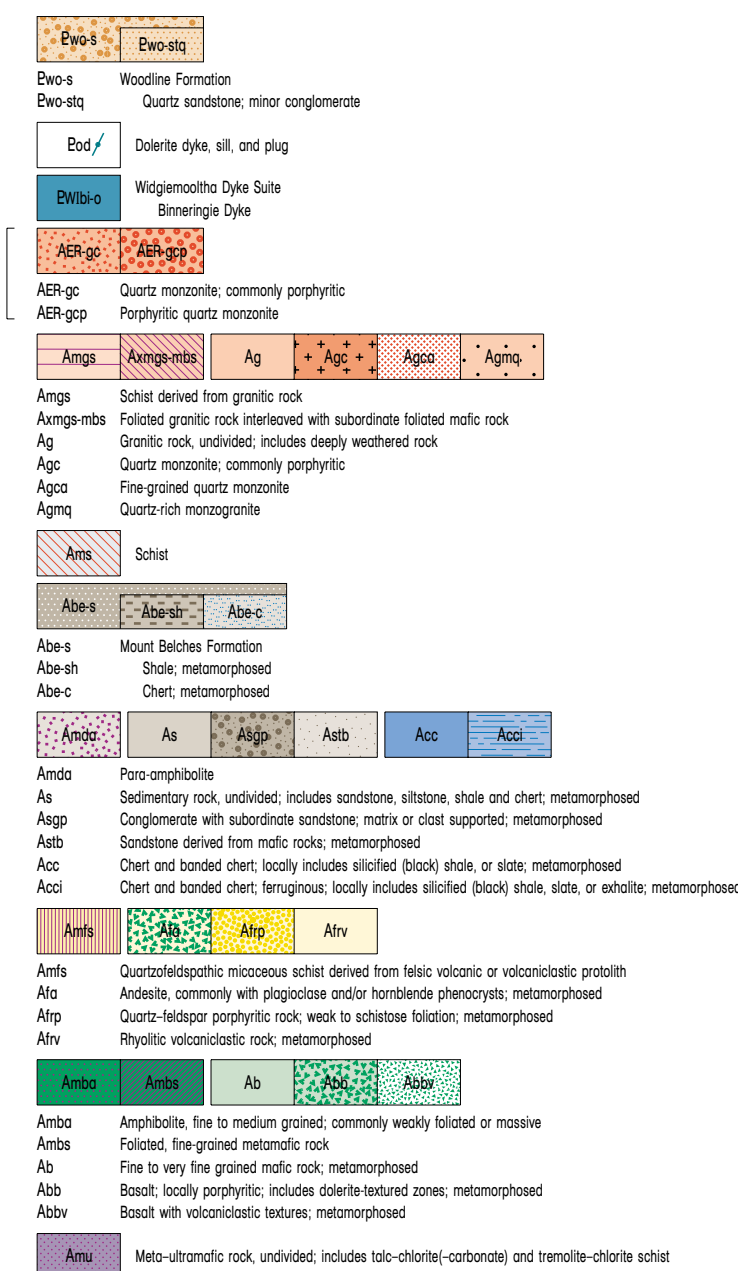 Ƥwo-s Ƥwo-stq
Ƥwo-s Woodline Formation
Ƥwo-stq Quartz sandstone; minor conglomerate
Ƥod Dolerite dyke, sill, and plug
ƤWIbi-o Widgiemooltha Dyke Suite
Binneringie Dyke
AER-gc AER-gcp
AER-gc Quartz monzonite; commonly porphyritic
AER-gcp Porphyritic quartz monzonite
Amgs Axmgs-mbs Ag Agc Agca Agmq
Amgs Schist derived from granitic rock
Axmgs-mbs Foliated granitic rock interleaved with subordinate foliated mafic rock
Ag Granitic rock, undivided; includes deeply weathered rock
Agc Quartz monzonite; commonly porphyritic
Agca Fine-grained quartz monzonite
Agmq Quartz-rich monzogranite
Ams Schist
Abe-s Abe-sh Abe-c
Abe-s Mount Belches Formation
Abe-sh Shale; metamorphosed
Abe-c Chert; metamorphosed
Amda As Asgp Astb Acc Acci
Amda Para-amphibolite
As Sedimentary rock, undivided; includes sandstone, siltstone, shale and chert; metamorphosed
Asgp Conglomerate with subordinate sandstone; matrix or clast supported; metamorphosed
Astb Sandstone derived from mafic rocks; metamorphosed
Acc Chert and banded chert; locally includes silicified (black) shale, or slate; metamorphosed
Acci Chert and banded chert; ferruginous; locally includes silicified (black) shale, slate, or exhalite; metamorphosed
Amfs Afa Afrp Afrv
Amfs Quartzofeldspathic micaceous schist derived from felsic volcanic or volcaniclastic protolith
Afa Andesite, commonly with plagioclase and/or hornblende phenocrysts; metamorphosed
Afrp Quartz–feldspar porphyritic rock; weak to schistose foliation; metamorphosed
Afrv Rhyolitic volcaniclastic rock; metamorphosed
Amba Ambs Ab Abb Abbv
Amba Amphibolite, fine to medium grained; commonly weakly foliated or massive
Ambs Foliated, fine-grained metamafic rock
Ab Fine to very fine grained mafic rock; metamorphosed
Abb Basalt; locally porphyritic; includes dolerite-textured zones; metamorphosed
Abbv Basalt with volcaniclastic textures; metamorphosed
Amu Meta-ultramafic rock, undivided; includes talc–chlorite(–carbonate) and tremolite–chlorite schist